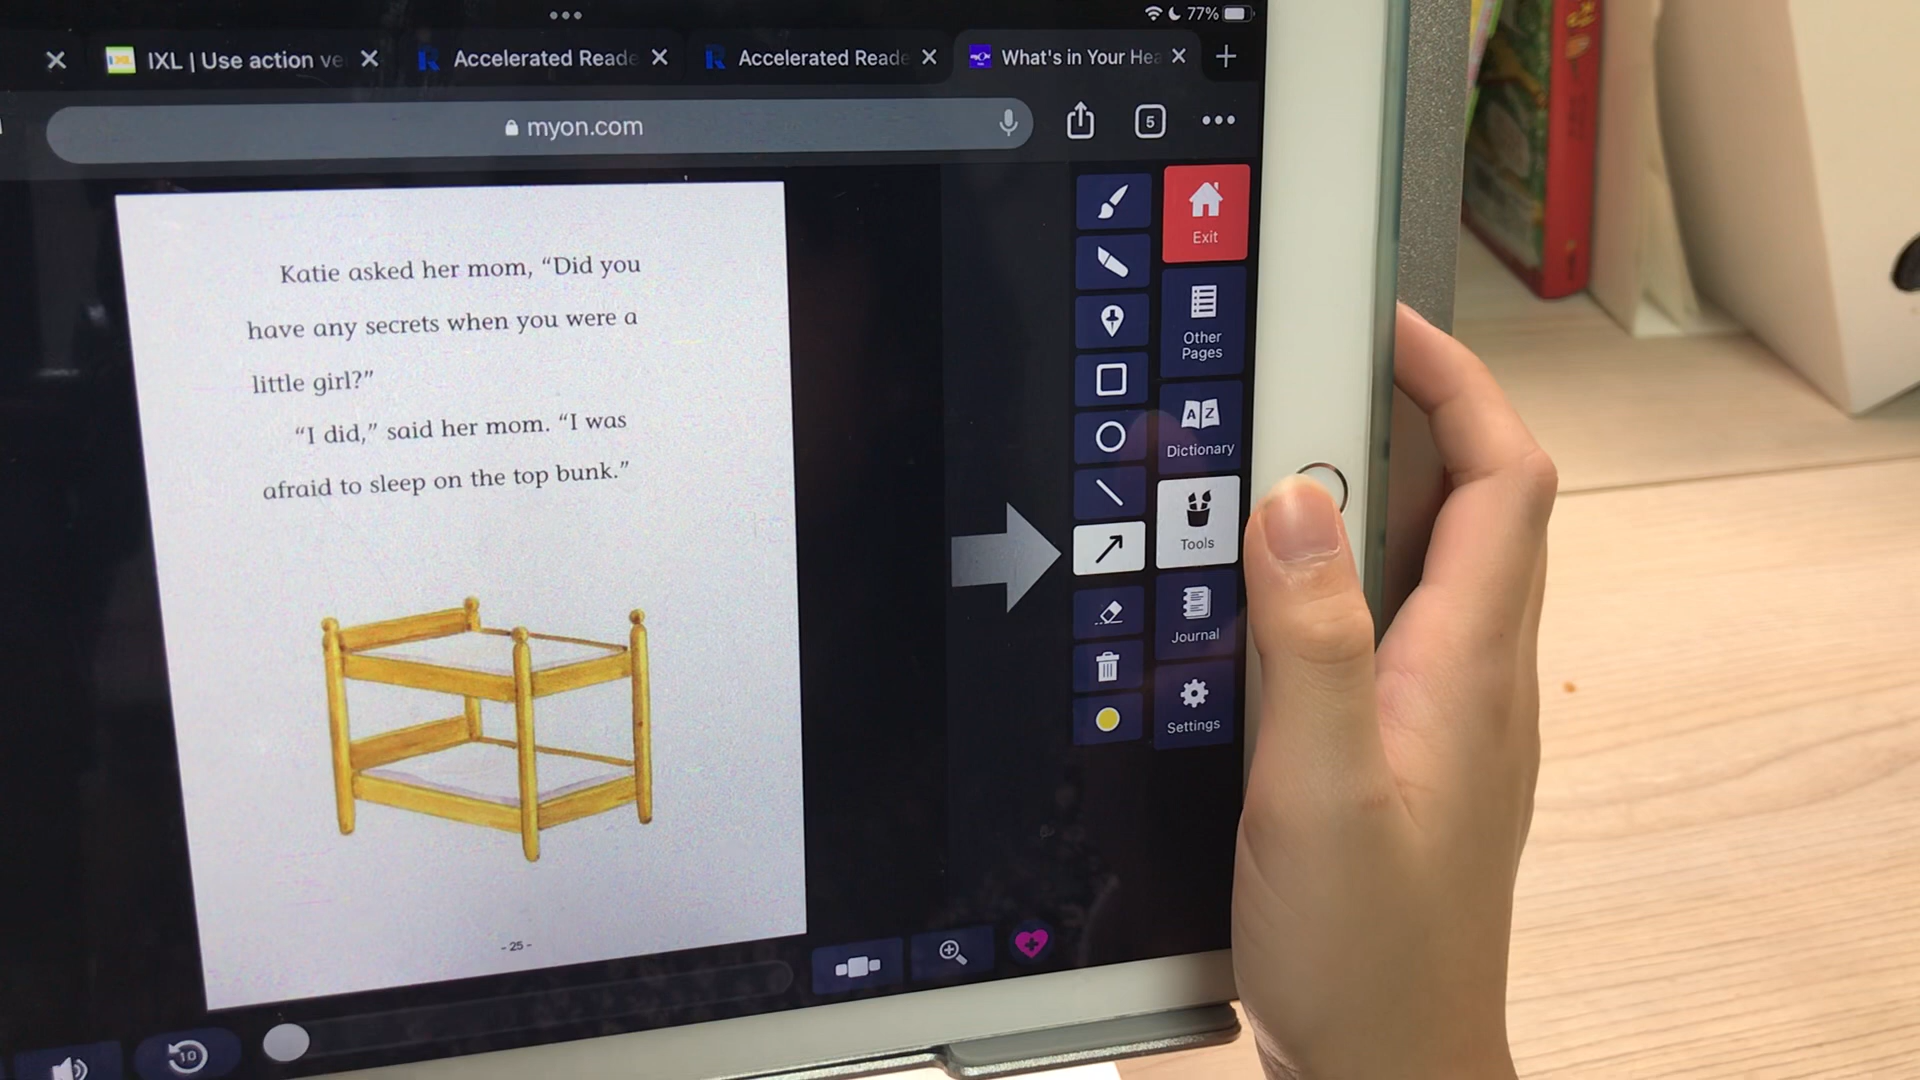 77%
IXL | Use action ve
Accelerated Reade
Accelerated Reade
What's in Your Hea
myon.com
5
Katie asked her mom, “Did you
have any secrets when you were a
little girl?”
“I did,” said her mom. “I was
afraid to sleep on the top bunk.”
- 25 -
Exit
Other
Pages
A Z
Dictionary
Tools
Journal
Settings
10